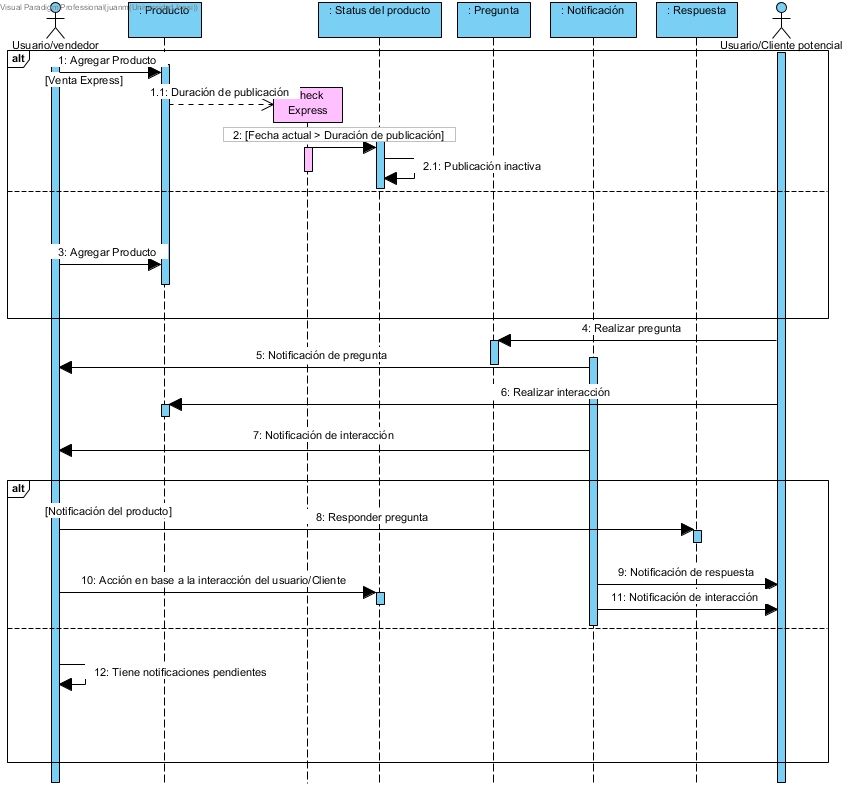 Visual Paradigm Professional(juanm(Universidad
: Producto
: Status del producto
: Pregunta
: Notificación
: Respuesta
Usuario/vendedor
Usuario/Cliente potencial
alt
1: Agregar Producto
[Venta Express]
1.1: Duración de publicación
heck
Express
2: [Fecha actual > Duración de publicación]
2.1: Publicación inactiva
3: Agregar Producto
4: Realizar pregunta
5: Notificación de pregunta
6: Realizar interacción
7: Notificación de interacción
alt
[Notificación del producto]
8: Responder pregunta
9: Notificación de respuesta
10: Acción en base a la interacción del usuario/Cliente
11: Notificación de interacción
12: Tiene notificaciones pendientes